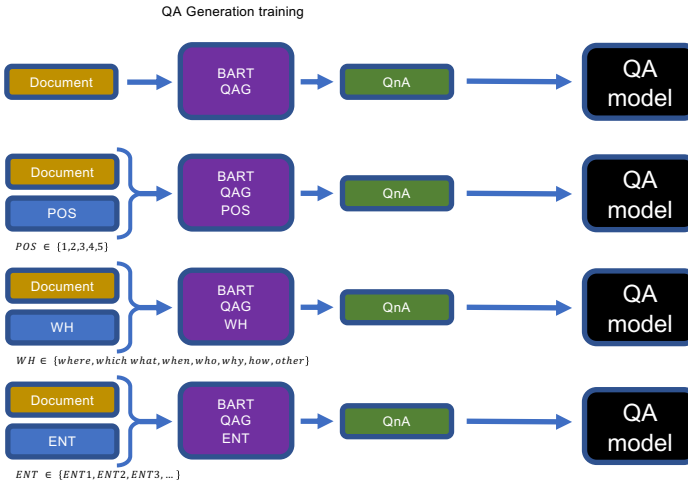 QA Generation training
Document
BART
QAG
QnA
QA
model
Document
POS
POS ∈ {1,2,3,4,5}
BART
QAG
POS
QnA
QA
model
Document
WH
WH ∈ {where,which what,when,who,why,how,other}
BART
QAG
WH
QnA
QA
model
Document
ENT
ENT ∈ {ENT1,ENT2,ENT3,...}
BART
QAG
ENT
QnA
QA
model